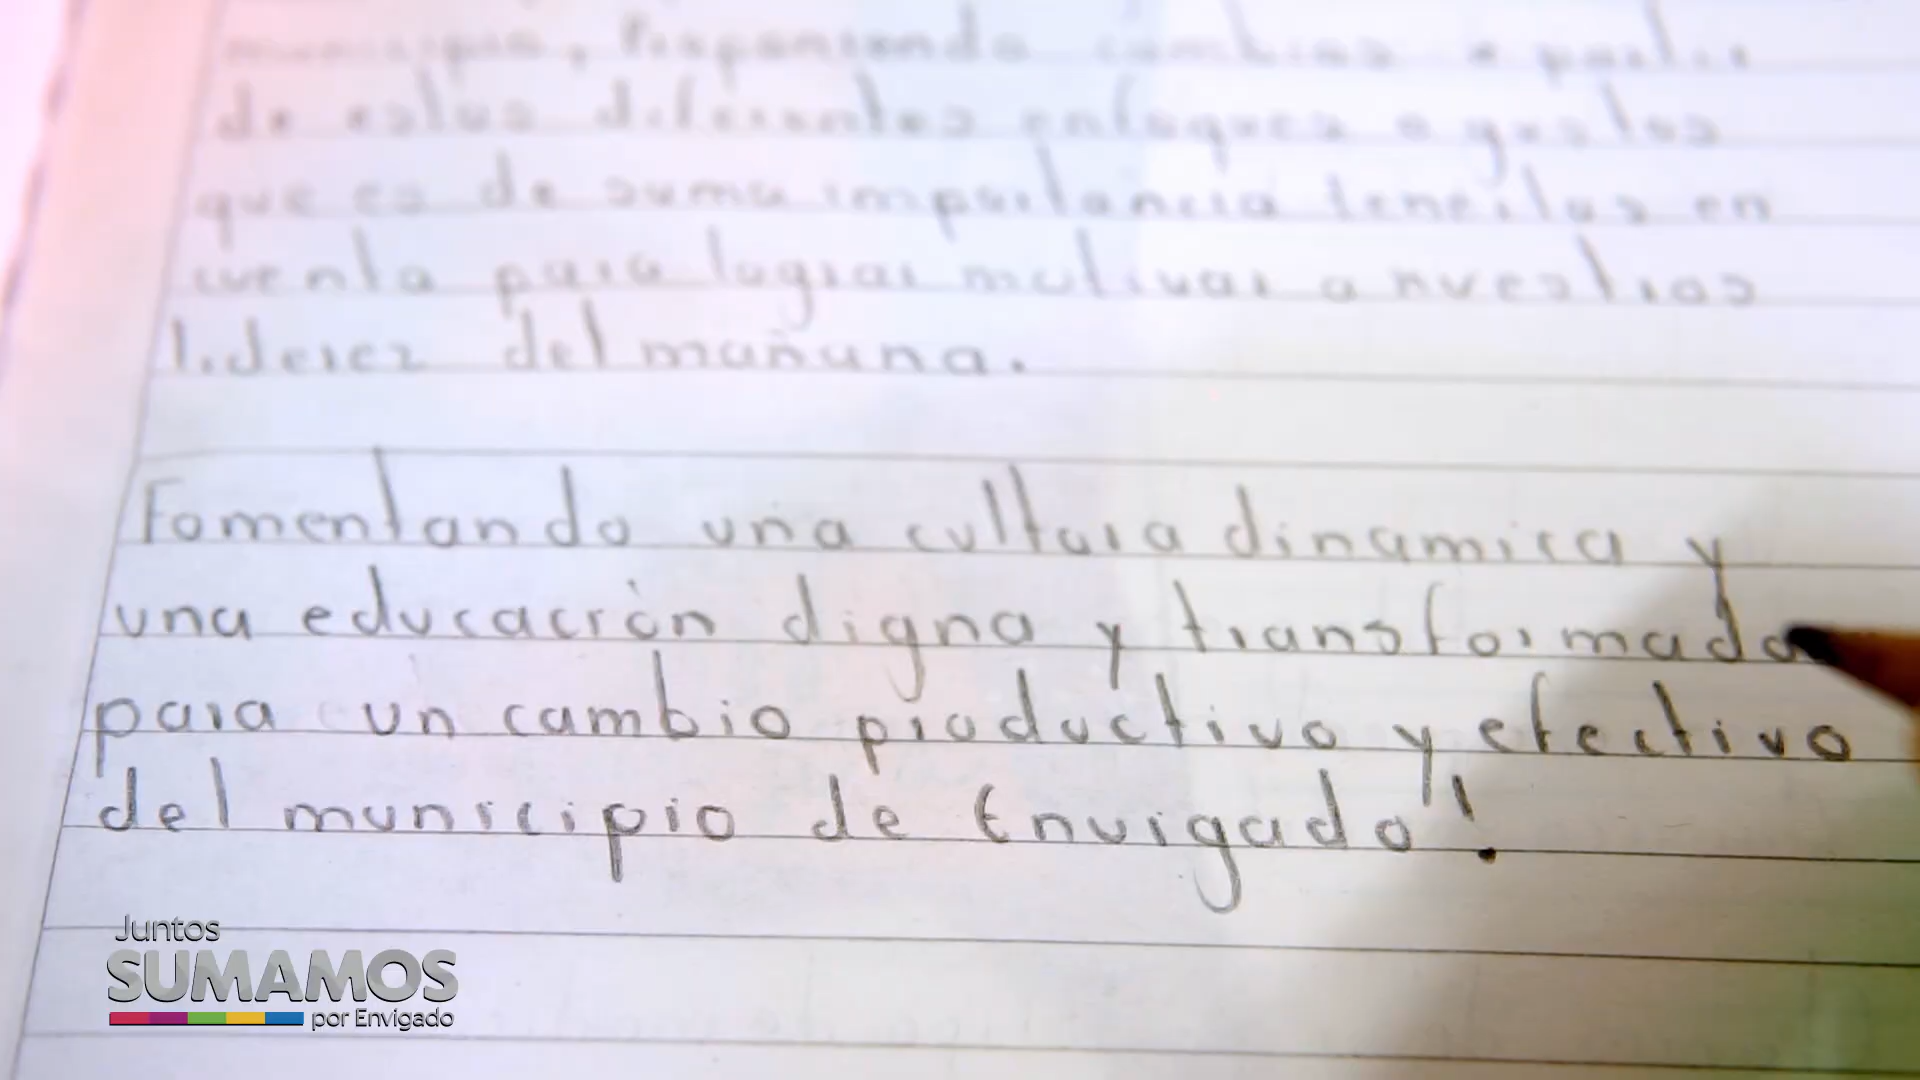 municipio, Proponiendo cambios a partir
de estos diferentes enfoques o gustos
que es de suma importancia tenerlos en
cuenta para lograr motivar a nuestros
lideres del mañana.
Fomentando una cultura dinamica y
una educación digna y transformada
para un cambio productivo y efectivo
del municipio de Envigado"!
Juntos
SUMAMOS
por Envigado